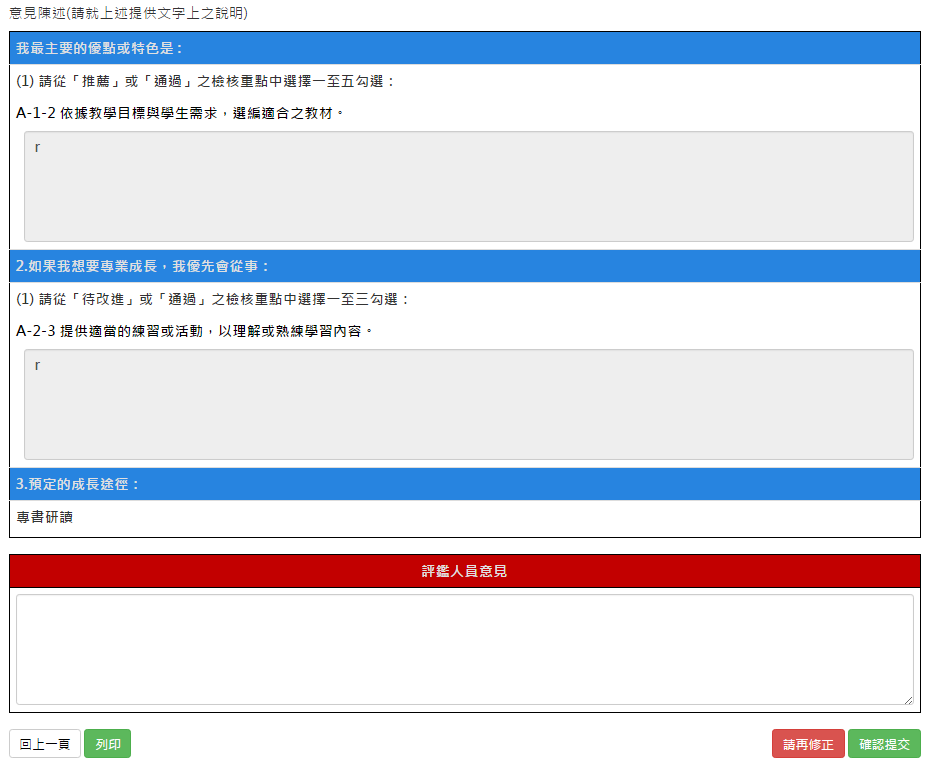 意見陳述(請就上述提供文字上之說明)
我最主要的優點或特色是：
(1) 請從「推薦」或「通過」之檢核重點中選擇一至五勾選：
A-1-2 依據教學目標與學生需求，選編適合之教材。
r
2.如果我想要專業成長，我優先會從事：
(1) 請從「待改進」或「通過」之檢核重點中選擇一至三勾選：
A-2-3 提供適當的練習或活動，以理解或熟練學習內容。
r
3.預定的成長途徑：
專書研讀
評鑑人員意見
回上一頁 列印 請再修正 確認提交